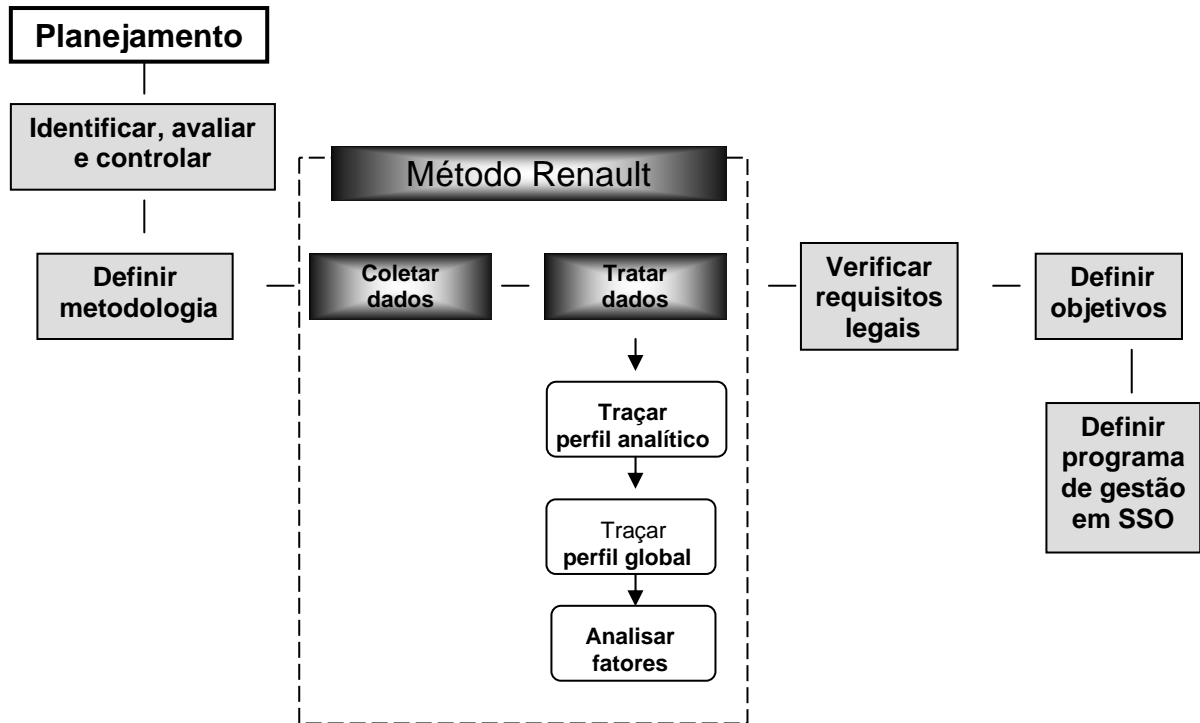 Planejamento
Identificar, avaliar
e controlar
Definir
metodologia
Método Renault
Coletar
dados
Tratar
dados
Traçar
perfil analítico
Traçar
perfil global
Analisar
fatores
Verificar
requisitos
legais
Definir
objetivos
Definir
programa
de gestão
em SSO